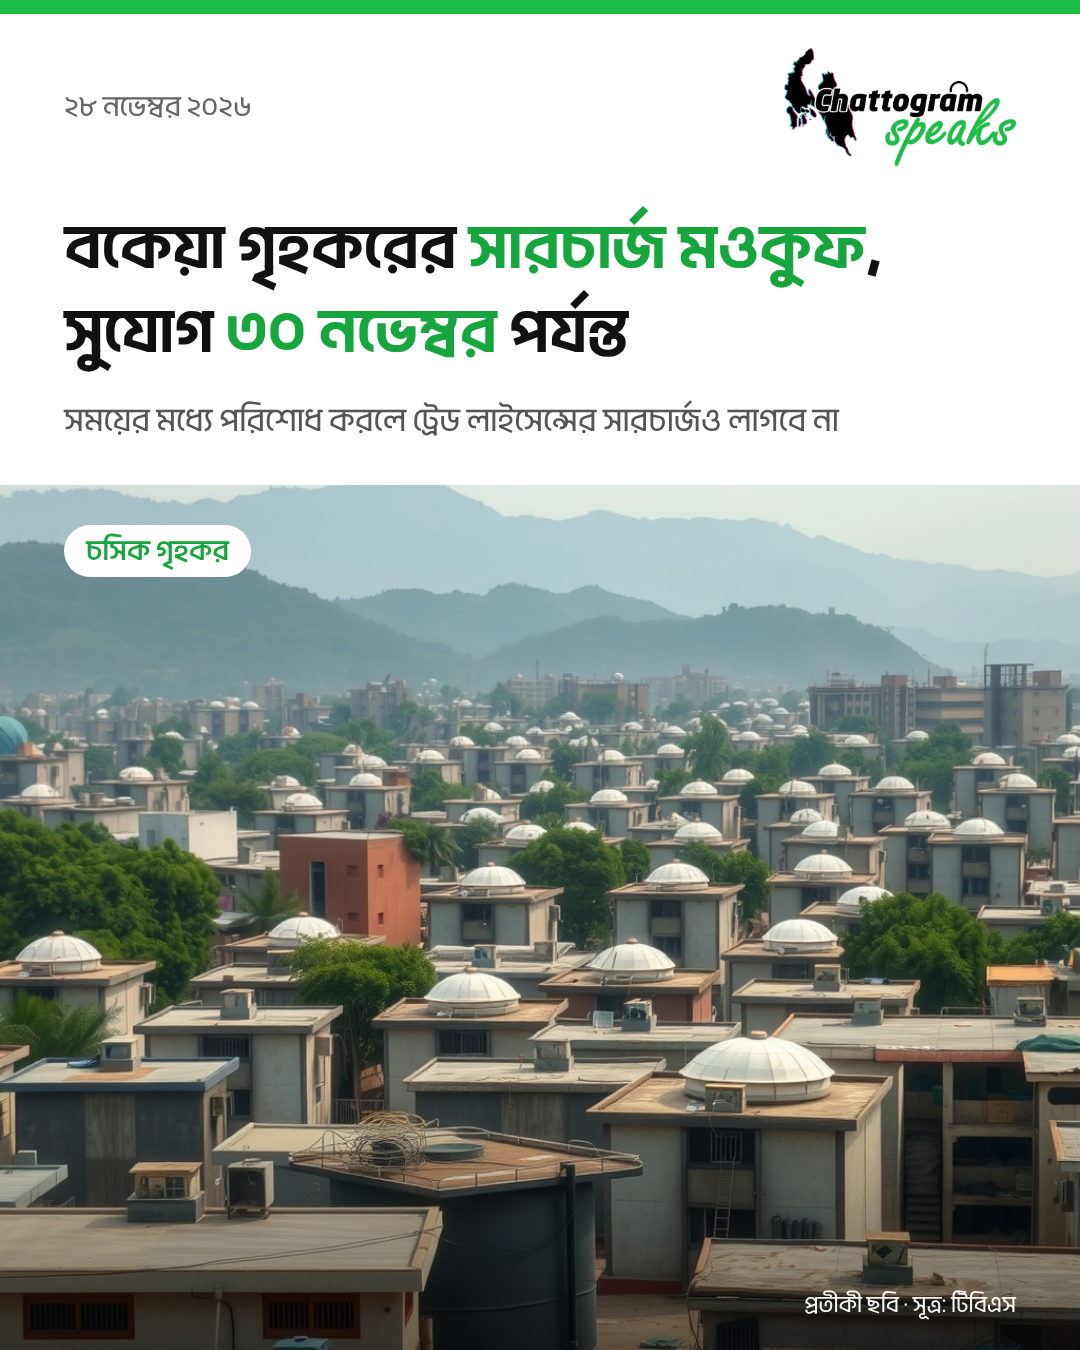 ২৮ নভেম্বর ২০২৬
Chattogram
speaks
বকেয়া গৃহকরের সারচার্জ মওকুফ,
সুযোগ ৩০ নভেম্বর পর্যন্ত
সময়ের মধ্যে পরিশোধ করলে ট্রেড লাইসেন্সের সারচার্জও লাগবে না
চসিক গৃহকর
প্রতীকী ছবি · সূত্র: টিবিএস